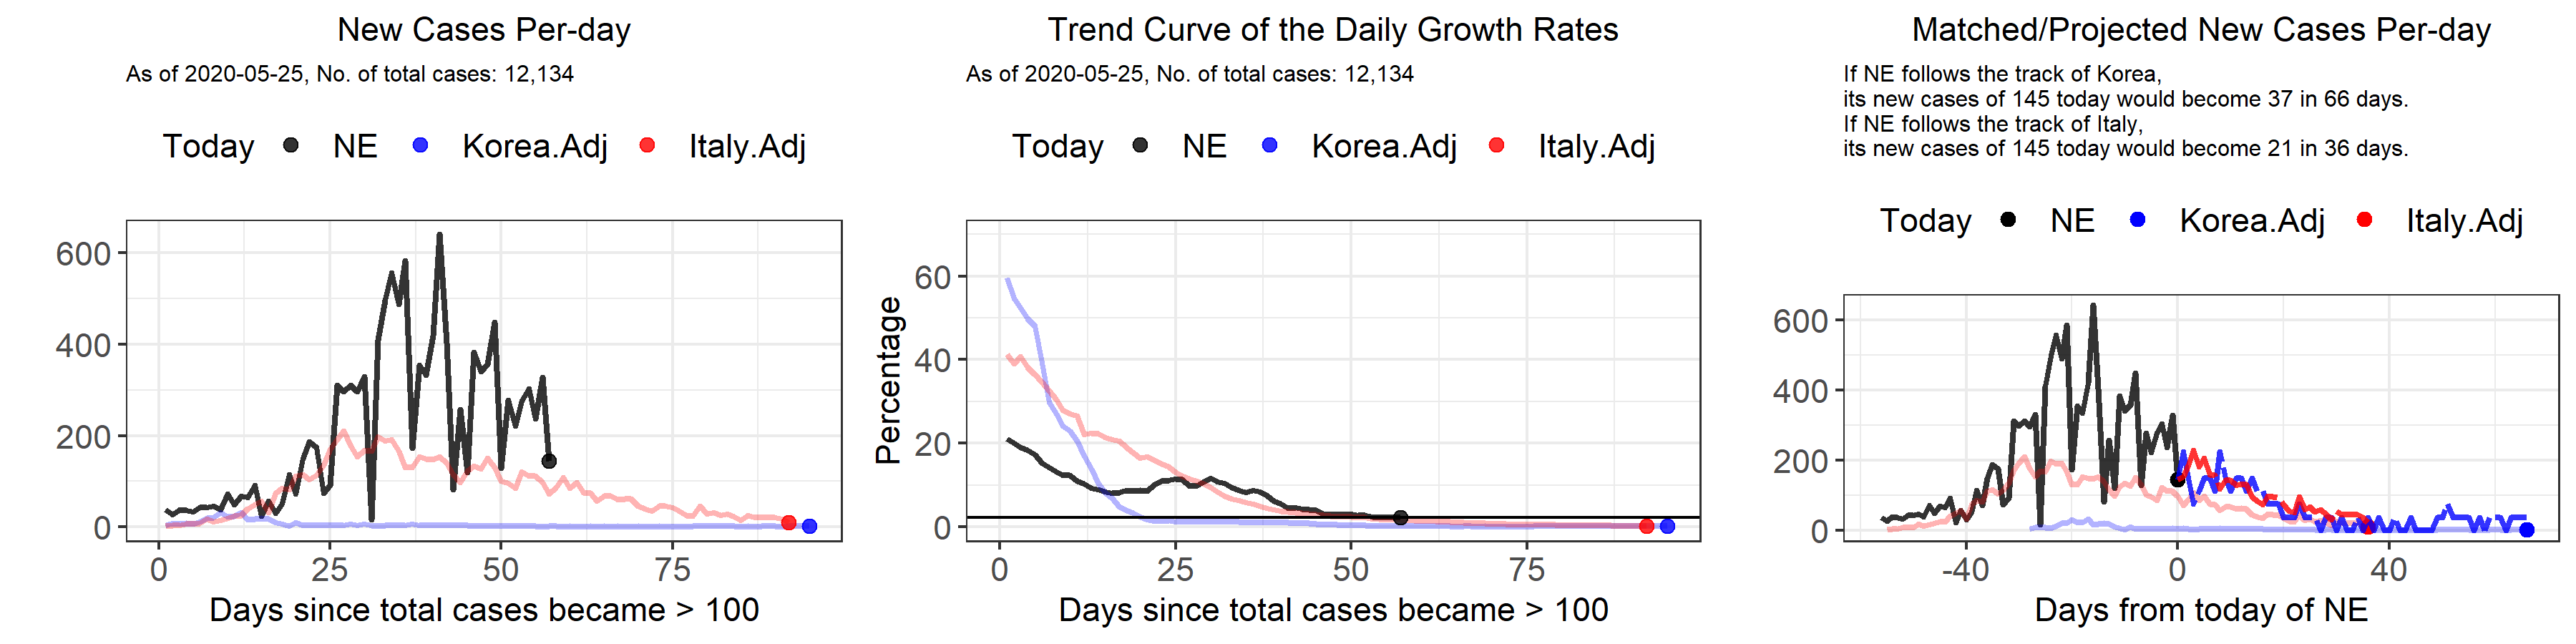 New Cases Per-day
As of 2020-05-25, No. of total cases: 12,134
Today NE Korea.Adj Italy.Adj
600
400
200
0
0 25 50 75
Days since total cases became > 100
Trend Curve of the Daily Growth Rates
As of 2020-05-25, No. of total cases: 12,134
Today NE Korea.Adj Italy.Adj
Percentage
60
40
20
0
0 25 50 75
Days since total cases became > 100
Matched/Projected New Cases Per-day
If NE follows the track of Korea,
its new cases of 145 today would become 37 in 66 days.
If NE follows the track of Italy,
its new cases of 145 today would become 21 in 36 days.
Today NE Korea.Adj Italy.Adj
600
400
200
0
-40 0 40
Days from today of NE